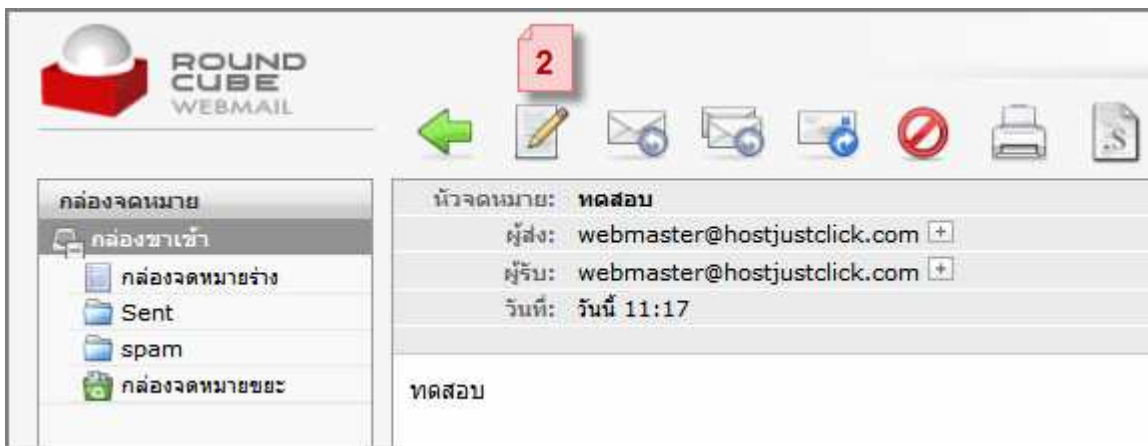 ROUND
CUBE
WEBMAIL
2
.S
กล่องจดหมาย
กล่องขาเข้า
กล่องจดหมายร่าง
Sent
spam
กล่องจดหมายขยะ
หัวจดหมาย: ทดสอบ
ผู้ส่ง: webmaster@hostjustclick.com +
ผู้รับ: webmaster@hostjustclick.com +
วันที่: วันนี้ 11:17
ทดสอบ